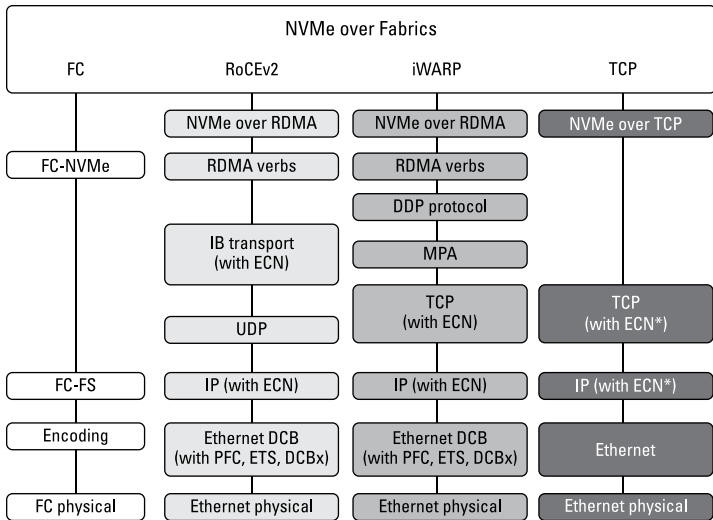 NVMe over Fabrics
FC RoCEv2 iWARP TCP
NVMe over RDMA NVMe over RDMA NVMe over TCP
FC-NVMe RDMA verbs RDMA verbs
DDP protocol
IB transport
(with ECN)
MPA
TCP
(with ECN)
TCP
(with ECN*)
UDP
FC-FS IP (with ECN) IP (with ECN) IP (with ECN*)
Encoding
Ethernet DCB
(with PFC, ETS, DCBx)
Ethernet DCB
(with PFC, ETS, DCBx)
Ethernet
FC physical Ethernet physical Ethernet physical Ethernet physical